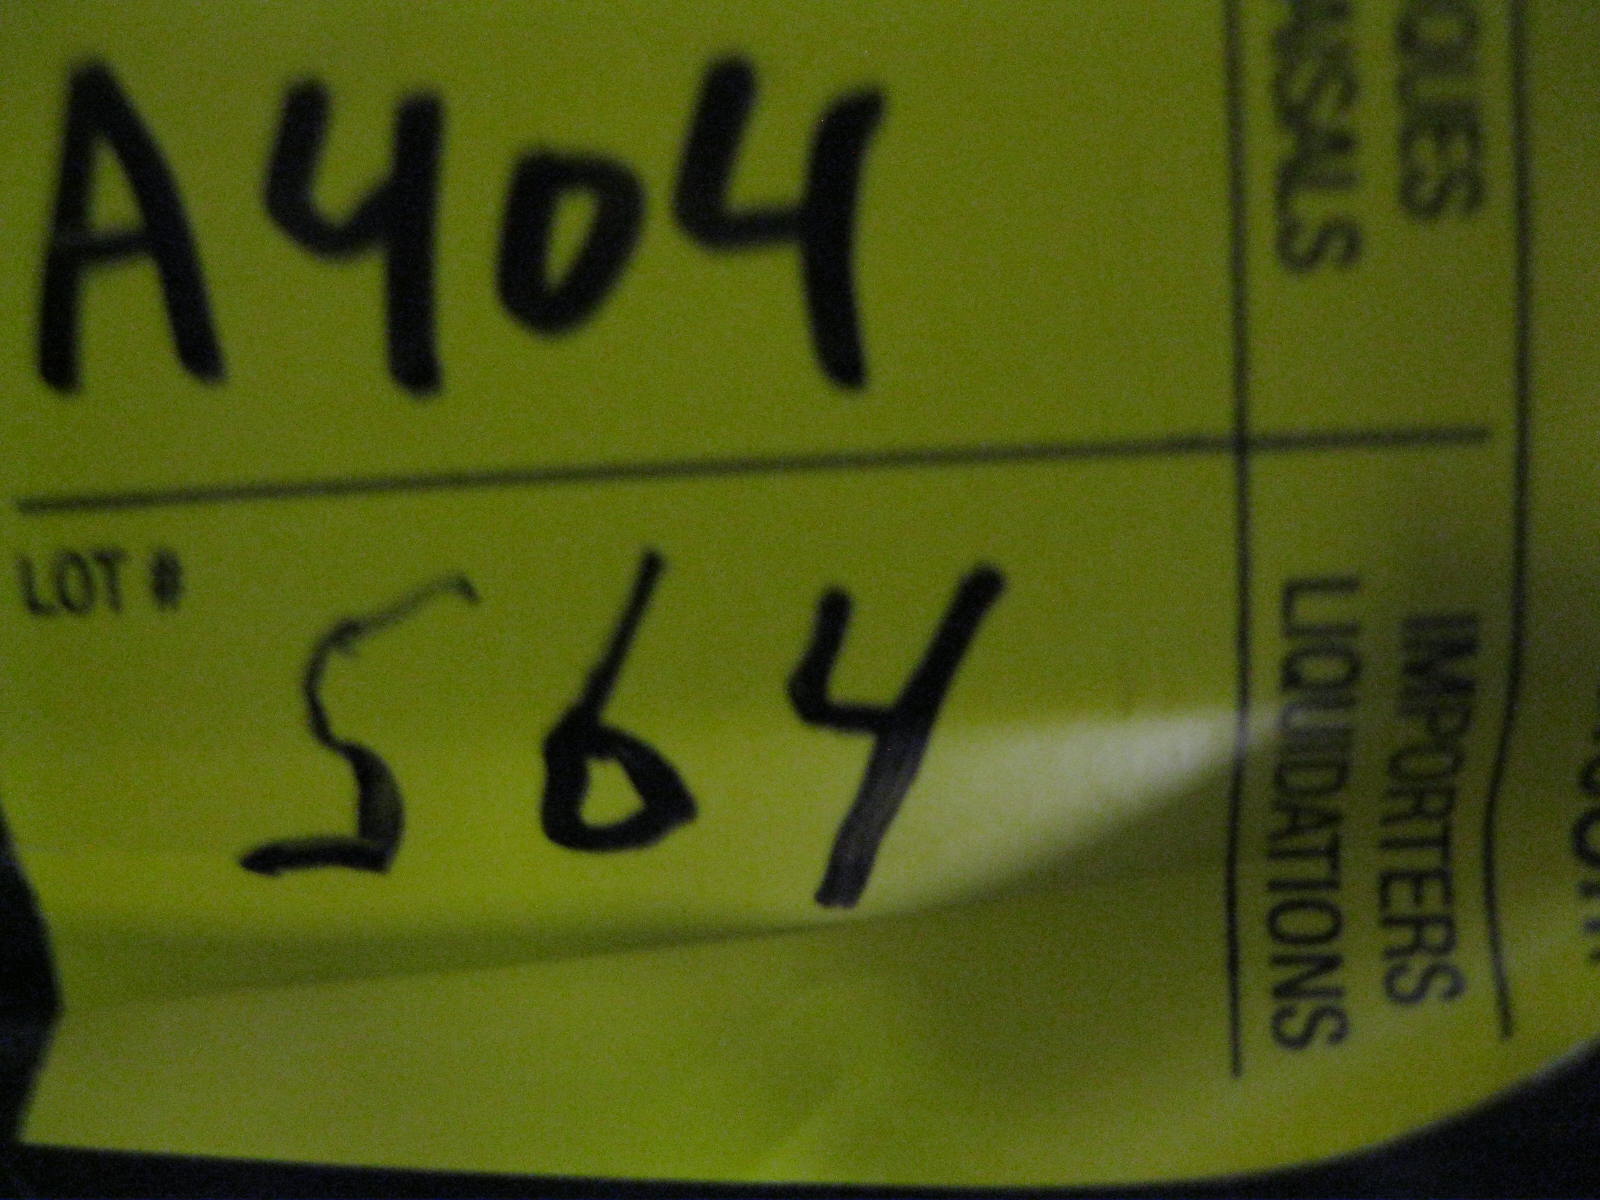 A404
LOT #
564
LIQUIDATIONS
IMPORTERS